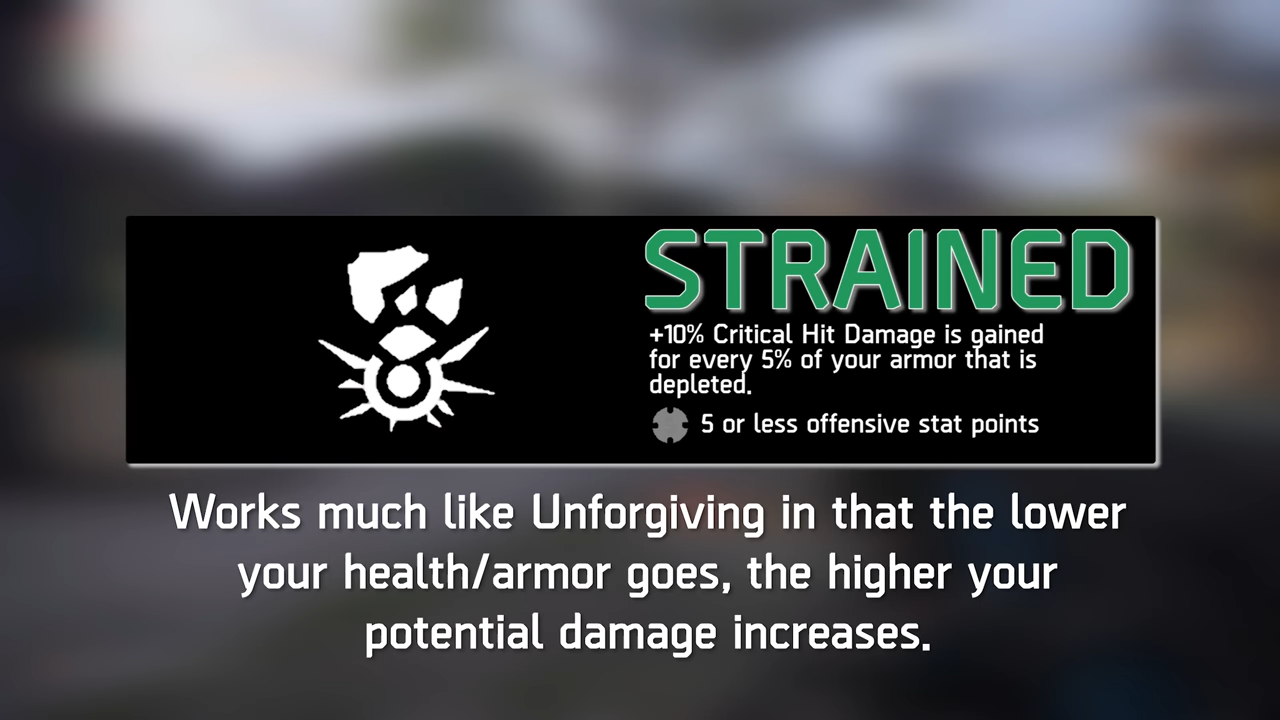 STRAINED
+10% Critical Hit Damage is gained
for every 5% of your armor that is
depleted.
5 or less offensive stat points
Works much like Unforgiving in that the lower
your health/armor goes, the higher your
potential damage increases.